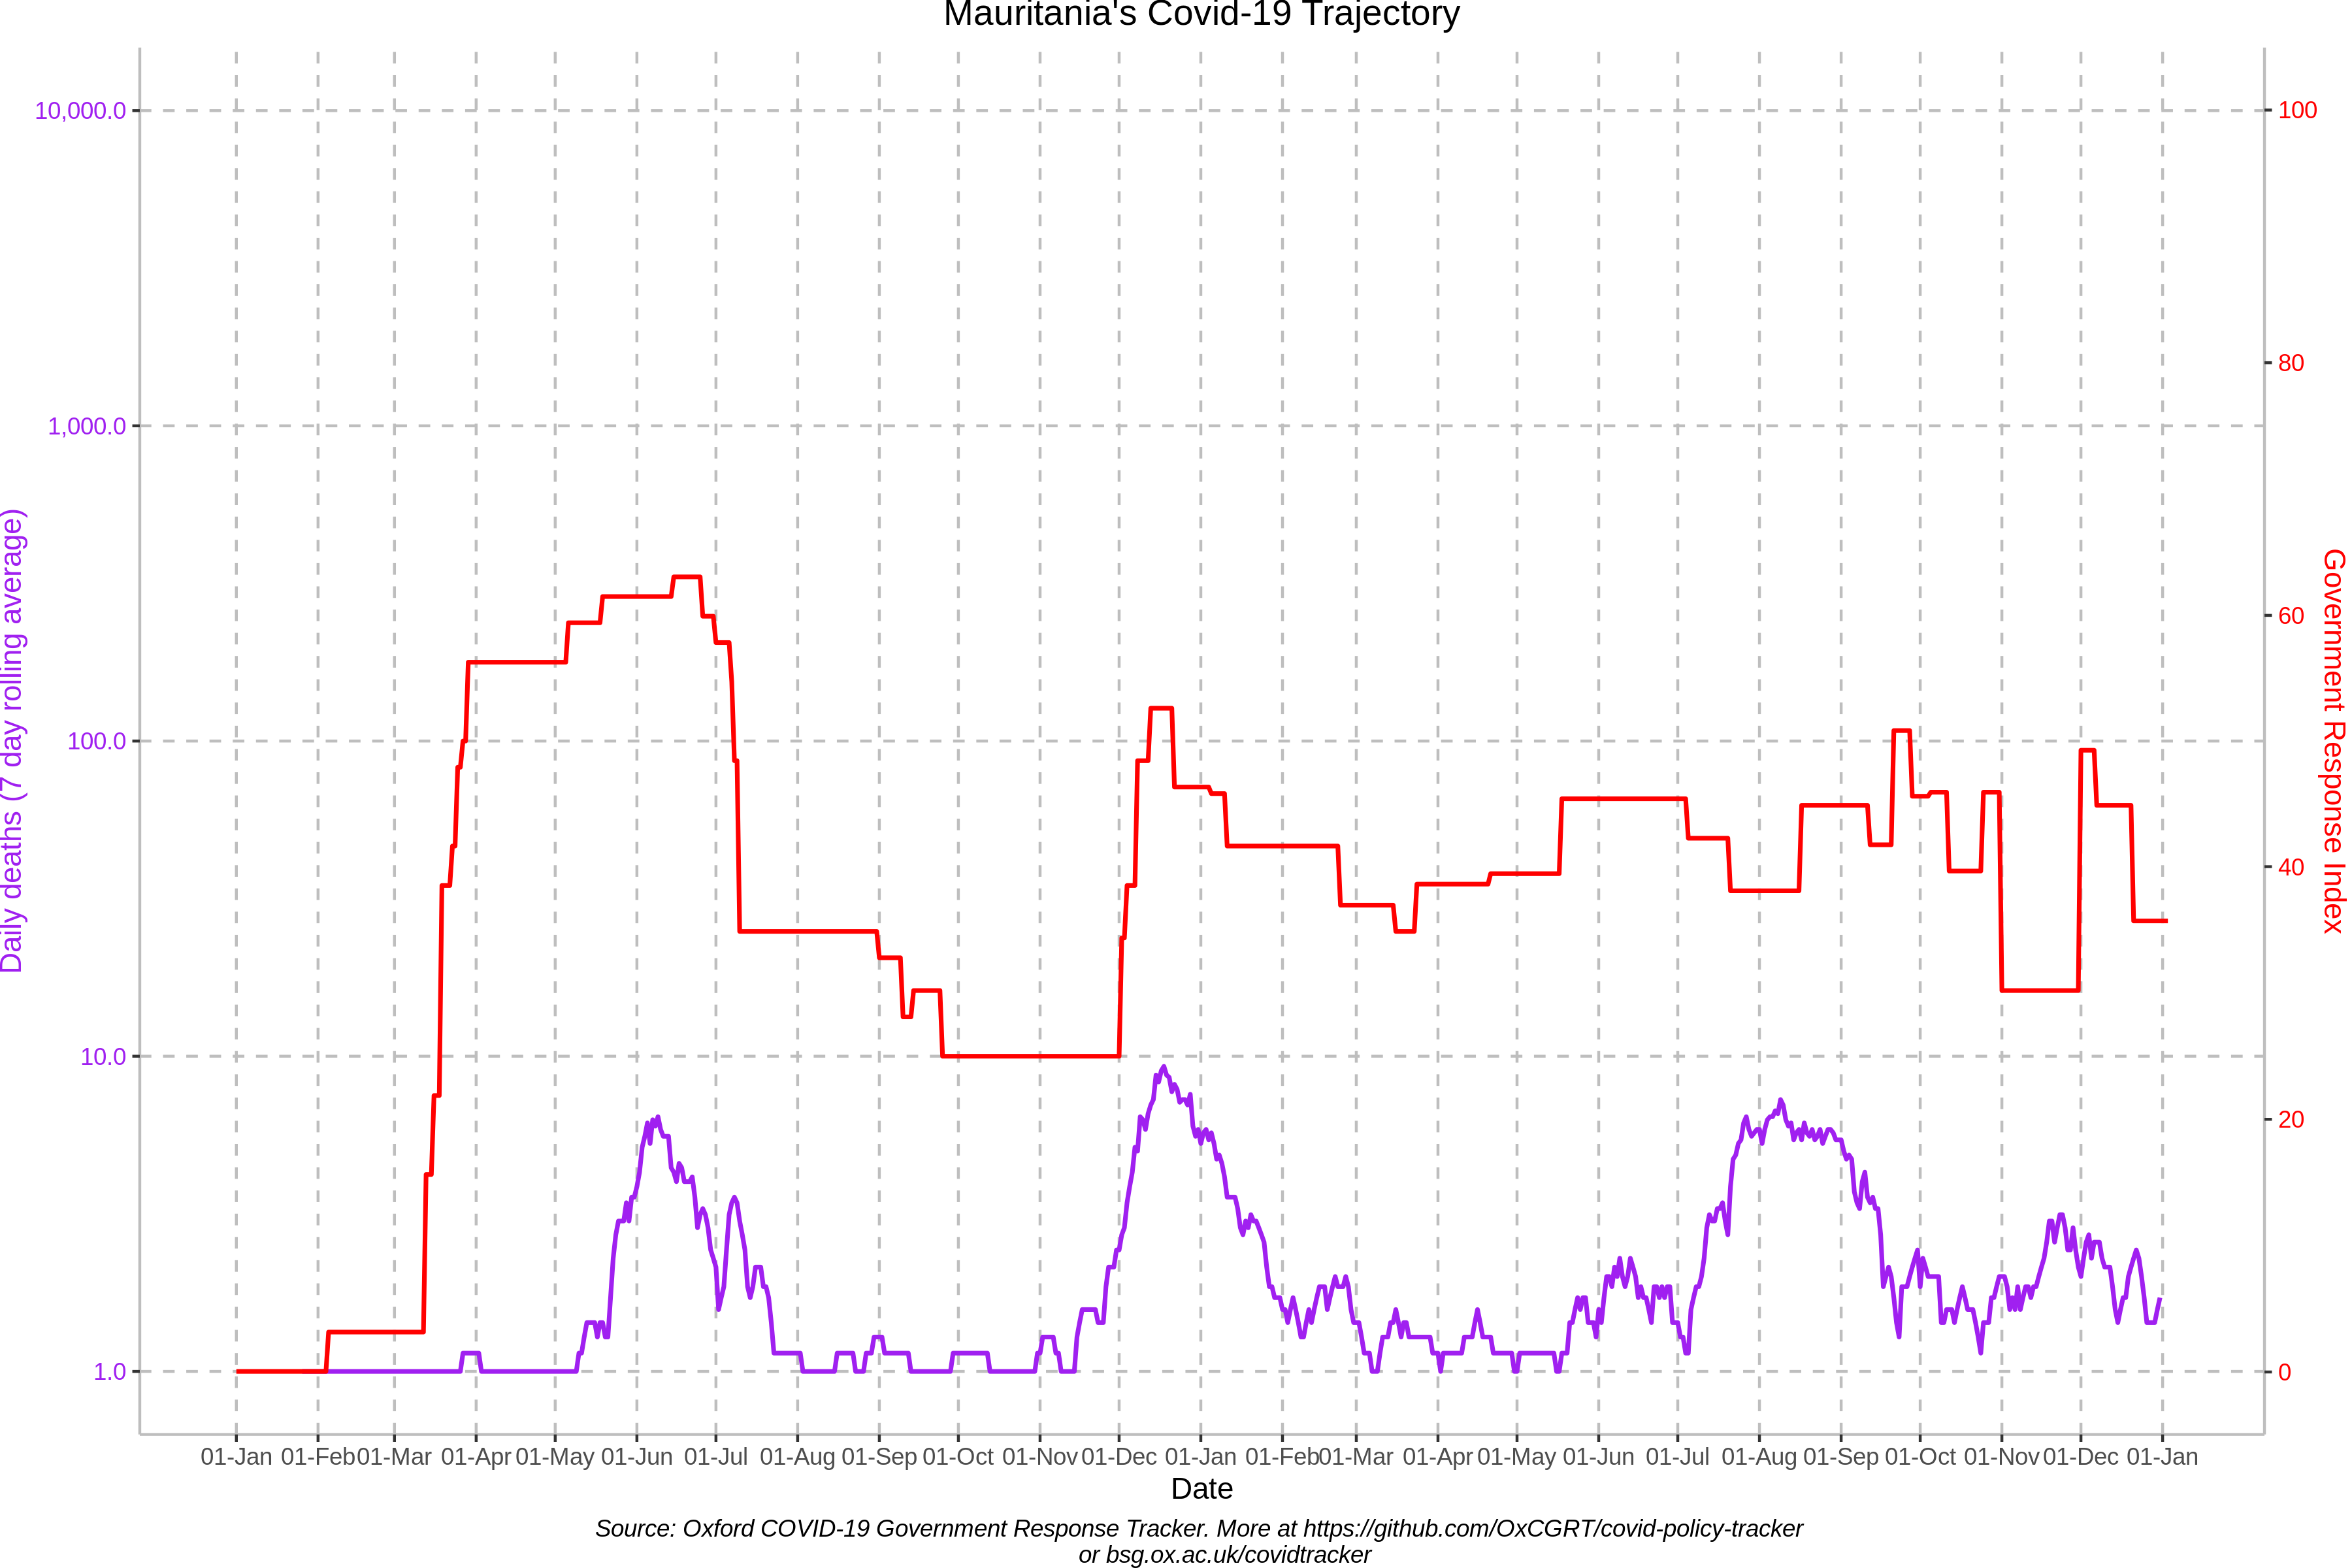 Mauritania's Covid-19 Trajectory
Daily deaths (7 day rolling average)
10,000.0
1,000.0
100.0
10.0
1.0
Government Response Index
100
80
60
40
20
0
01-Jan 01-Feb 01-Mar 01-Apr 01-May 01-Jun 01-Jul 01-Aug 01-Sep 01-Oct 01-Nov 01-Dec 01-Jan 01-Feb 01-Mar 01-Apr 01-May 01-Jun 01-Jul 01-Aug 01-Sep 01-Oct 01-Nov 01-Dec 01-Jan
Date
Source: Oxford COVID-19 Government Response Tracker. More at https://github.com/OxCGRT/covid-policy-tracker
or bsg.ox.ac.uk/covidtracker